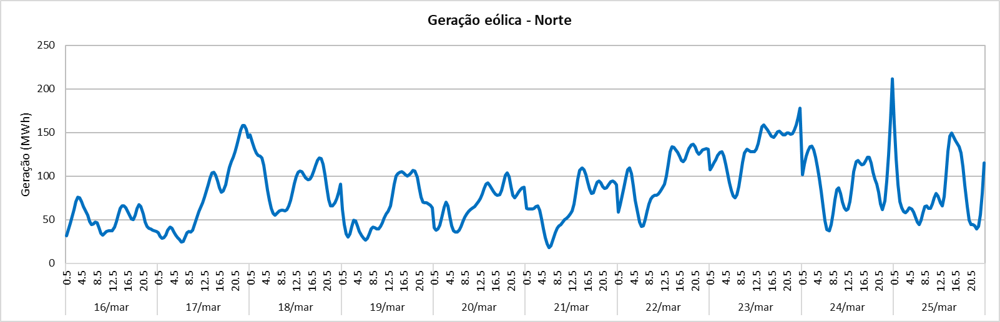 Geração eólica - Norte
250
200
150
100
50
0
Geração (MWh)
0.5 4.5 8.5 12.5 16.5 20.5 0.5 4.5 8.5 12.5 16.5 20.5 0.5 4.5 8.5 12.5 16.5 20.5 0.5 4.5 8.5 12.5 16.5 20.5 0.5 4.5 8.5 12.5 16.5 20.5 0.5 4.5 8.5 12.5 16.5 20.5 0.5 4.5 8.5 12.5 16.5 20.5 0.5 4.5 8.5 12.5 16.5 20.5 0.5 4.5 8.5 12.5 16.5 20.5 0.5 4.5 8.5 12.5 16.5 20.5
16/mar 17/mar 18/mar 19/mar 20/mar 21/mar 22/mar 23/mar 24/mar 25/mar